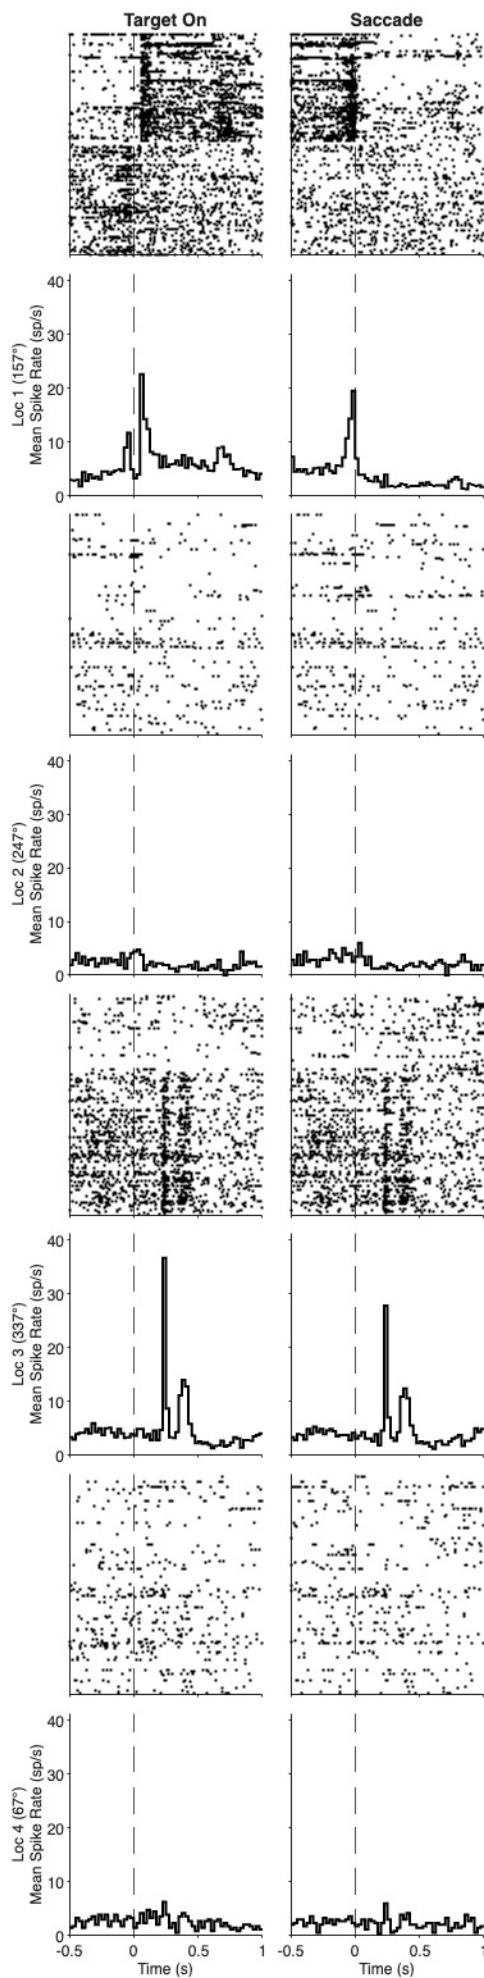 Target On
Saccade
Loc 1 (157°)
Mean Spike Rate (sp/s)
40
30
20
10
0
Loc 2 (247°)
Mean Spike Rate (sp/s)
40
30
20
10
0
Loc 3 (337°)
Mean Spike Rate (sp/s)
40
30
20
10
0
Loc 4 (67°)
Mean Spike Rate (sp/s)
40
30
20
10
0
-0.5 0 0.5 1
-0.5 0 0.5 1
Time (s)
Time (s)